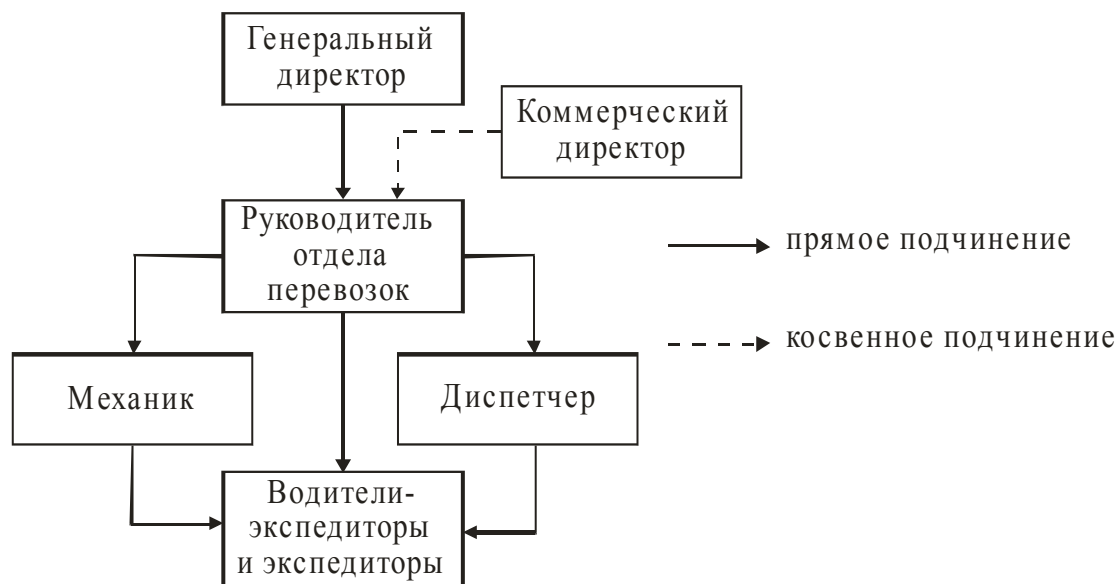 Генеральный
директор
Коммерческий
директор
Руководитель
отдела
перевозок
прямое подчинение
косвенное подчинение
Механик
Диспетчер
Водители-
экспедиторы
и экспедиторы